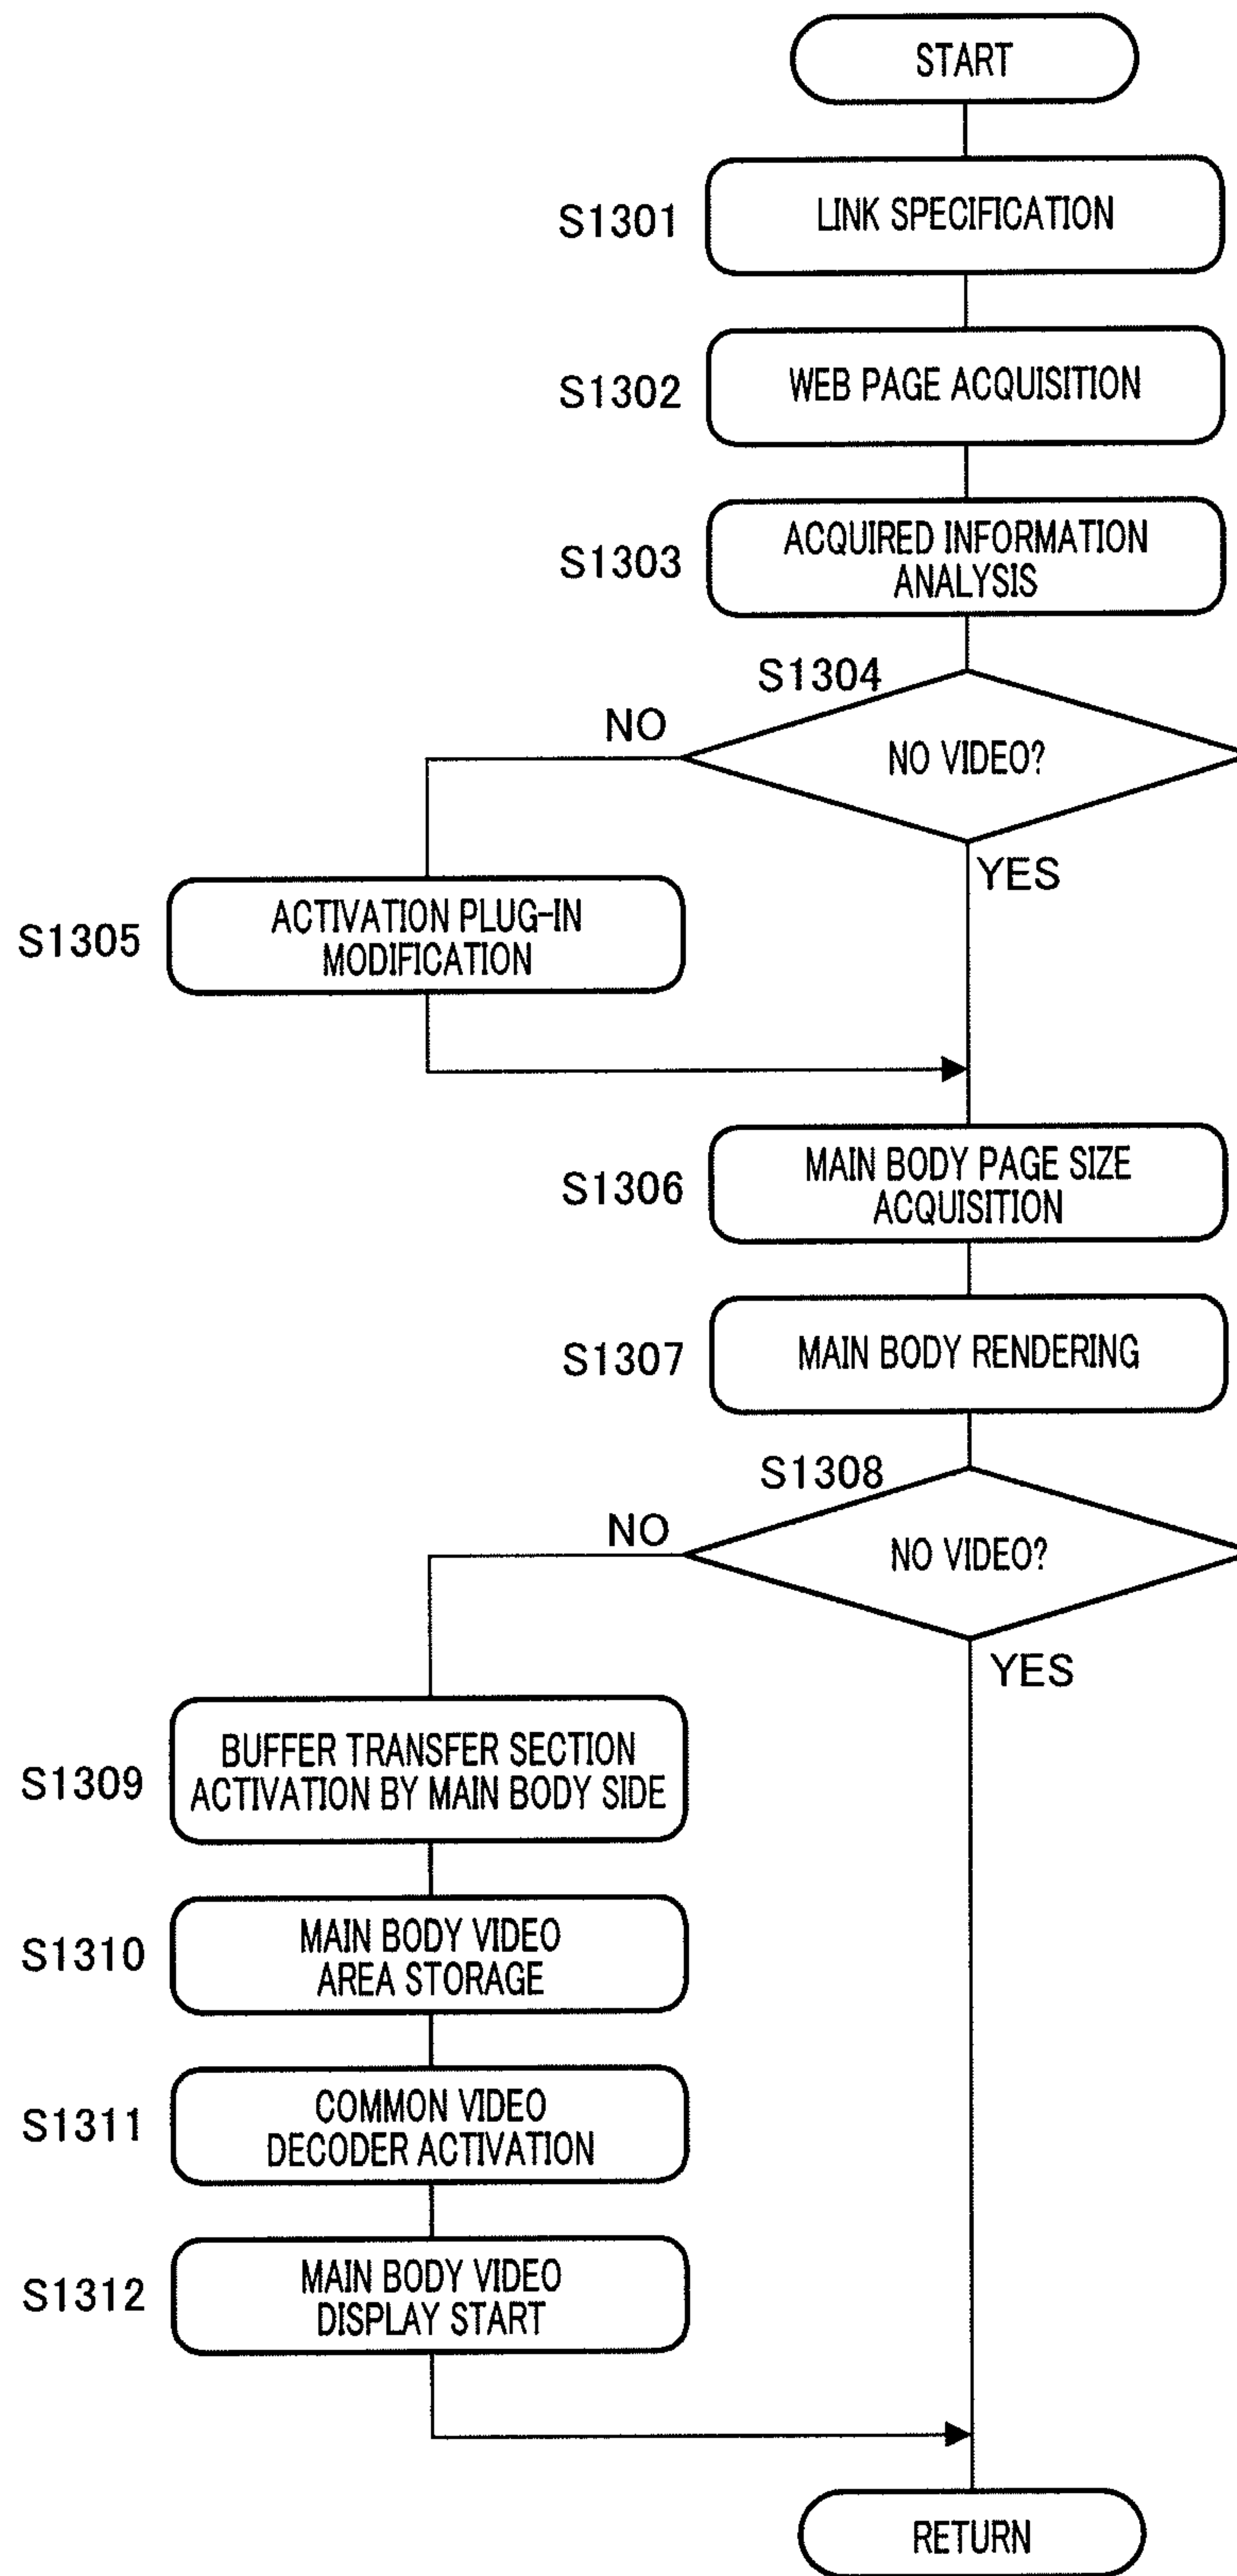 START
S1301
LINK SPECIFICATION
S1302
WEB PAGE ACQUISITION
S1303
ACQUIRED INFORMATION
ANALYSIS
S1304
NO
NO VIDEO?
YES
S1305
ACTIVATION PLUG-IN
MODIFICATION
S1306
MAIN BODY PAGE SIZE
ACQUISITION
S1307
MAIN BODY RENDERING
S1308
NO
NO VIDEO?
YES
S1309
BUFFER TRANSFER SECTION
ACTIVATION BY MAIN BODY SIDE
S1310
MAIN BODY VIDEO
AREA STORAGE
S1311
COMMON VIDEO
DECODER ACTIVATION
S1312
MAIN BODY VIDEO
DISPLAY START
RETURN